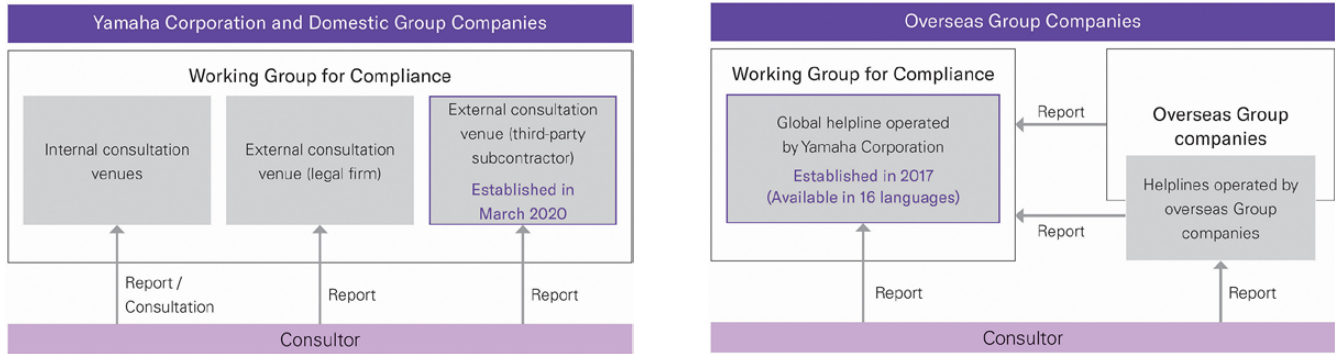 Yamaha Corporation and Domestic Group Companies
Working Group for Compliance
Internal consultation
venues
External consultation
venue (legal firm)
External consultation
venue (third-party
subcontractor)
Established in
March 2020
Report /
Consultation
Report
Report
Consultor
Overseas Group Companies
Working Group for Compliance
Global helpline operated
by Yamaha Corporation
Established in 2017
(Available in 16 languages)
Report
Overseas Group
companies
Report
Helplines operated by
overseas Group
companies
Report
Report
Consultor